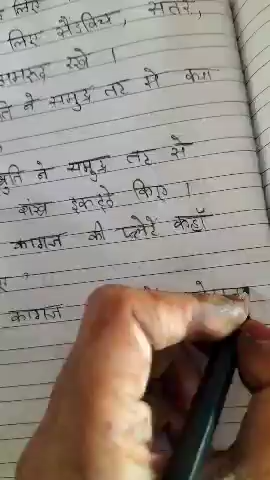 लिए
लिए सैंडविच, संतरे,
अमरूद रखे ।
ने समुद्र तट से क्या
ने समुद्र तट से
शंख इकट्ठे किए ।
कागज की प्लेटें कहाँ
कागज